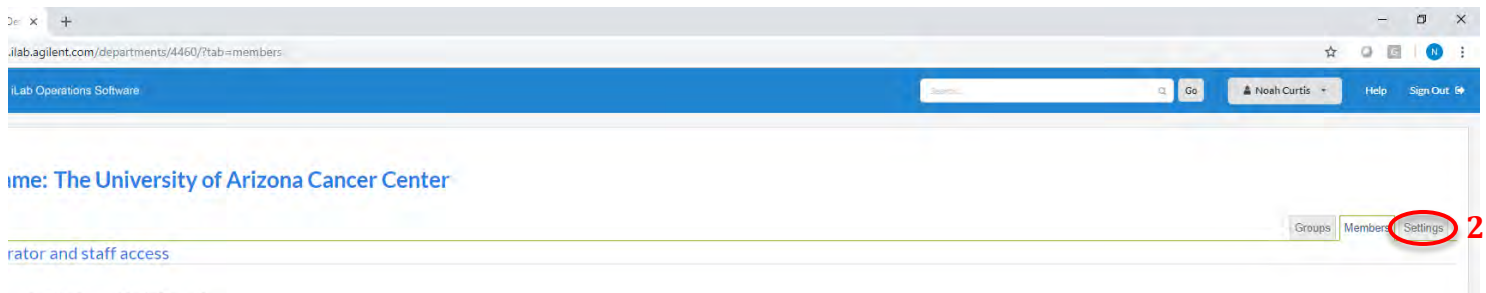 De × +
.ilab.agilent.com/departments/4460/?tab=members
iLab Operations Software Search... Go Noah Curtis Help Sign Out
ame: The University of Arizona Cancer Center
Groups Members Settings 2
rator and staff access